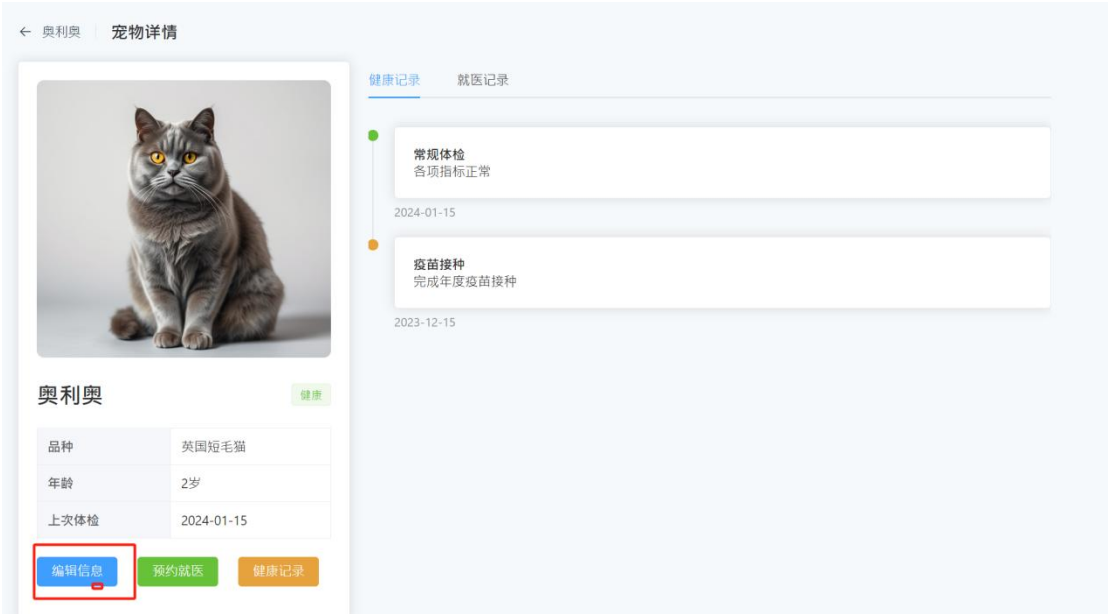 ← 奥利奥 宠物详情
健康记录 就医记录
常规体检
各项指标正常
2024-01-15
疫苗接种
完成年度疫苗接种
2023-12-15
奥利奥 健康
品种 英国短毛猫
年龄 2岁
上次体检 2024-01-15
编辑信息 预约就医 健康记录